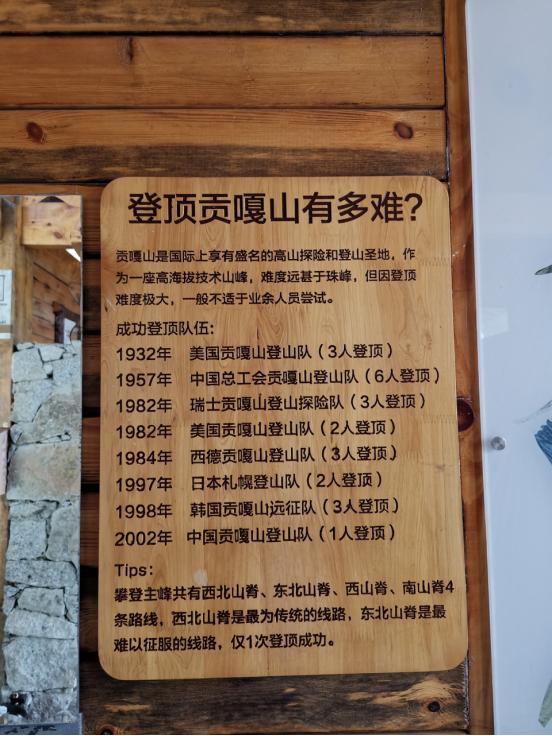 登顶贡嘎山有多难?
贡嘎山是国际上享有盛名的高山探险和登山圣地，作
为一座高海拔技术山峰，难度远甚于珠峰，但因登顶
难度极大，一般不适于业余人员尝试。
成功登顶队伍:
1932年 美国贡嘎山登山队（3人登顶）
1957年 中国总工会贡嘎山登山队（6人登顶）
1982年 瑞士贡嘎山登山探险队（3人登顶）
1982年 美国贡嘎山登山队（2人登顶）
1984年 西德贡嘎山登山队（3人登顶）
1997年 日本札幌登山队（2人登顶）
1998年 韩国贡嘎山远征队（3人登顶）
2002年 中国贡嘎山登山队（1人登顶）
Tips:
攀登主峰共有西北山脊、东北山脊、西山脊、南山脊4
条路线，西北山脊是最为传统的线路，东北山脊是最
难以征服的线路，仅1次登顶成功。